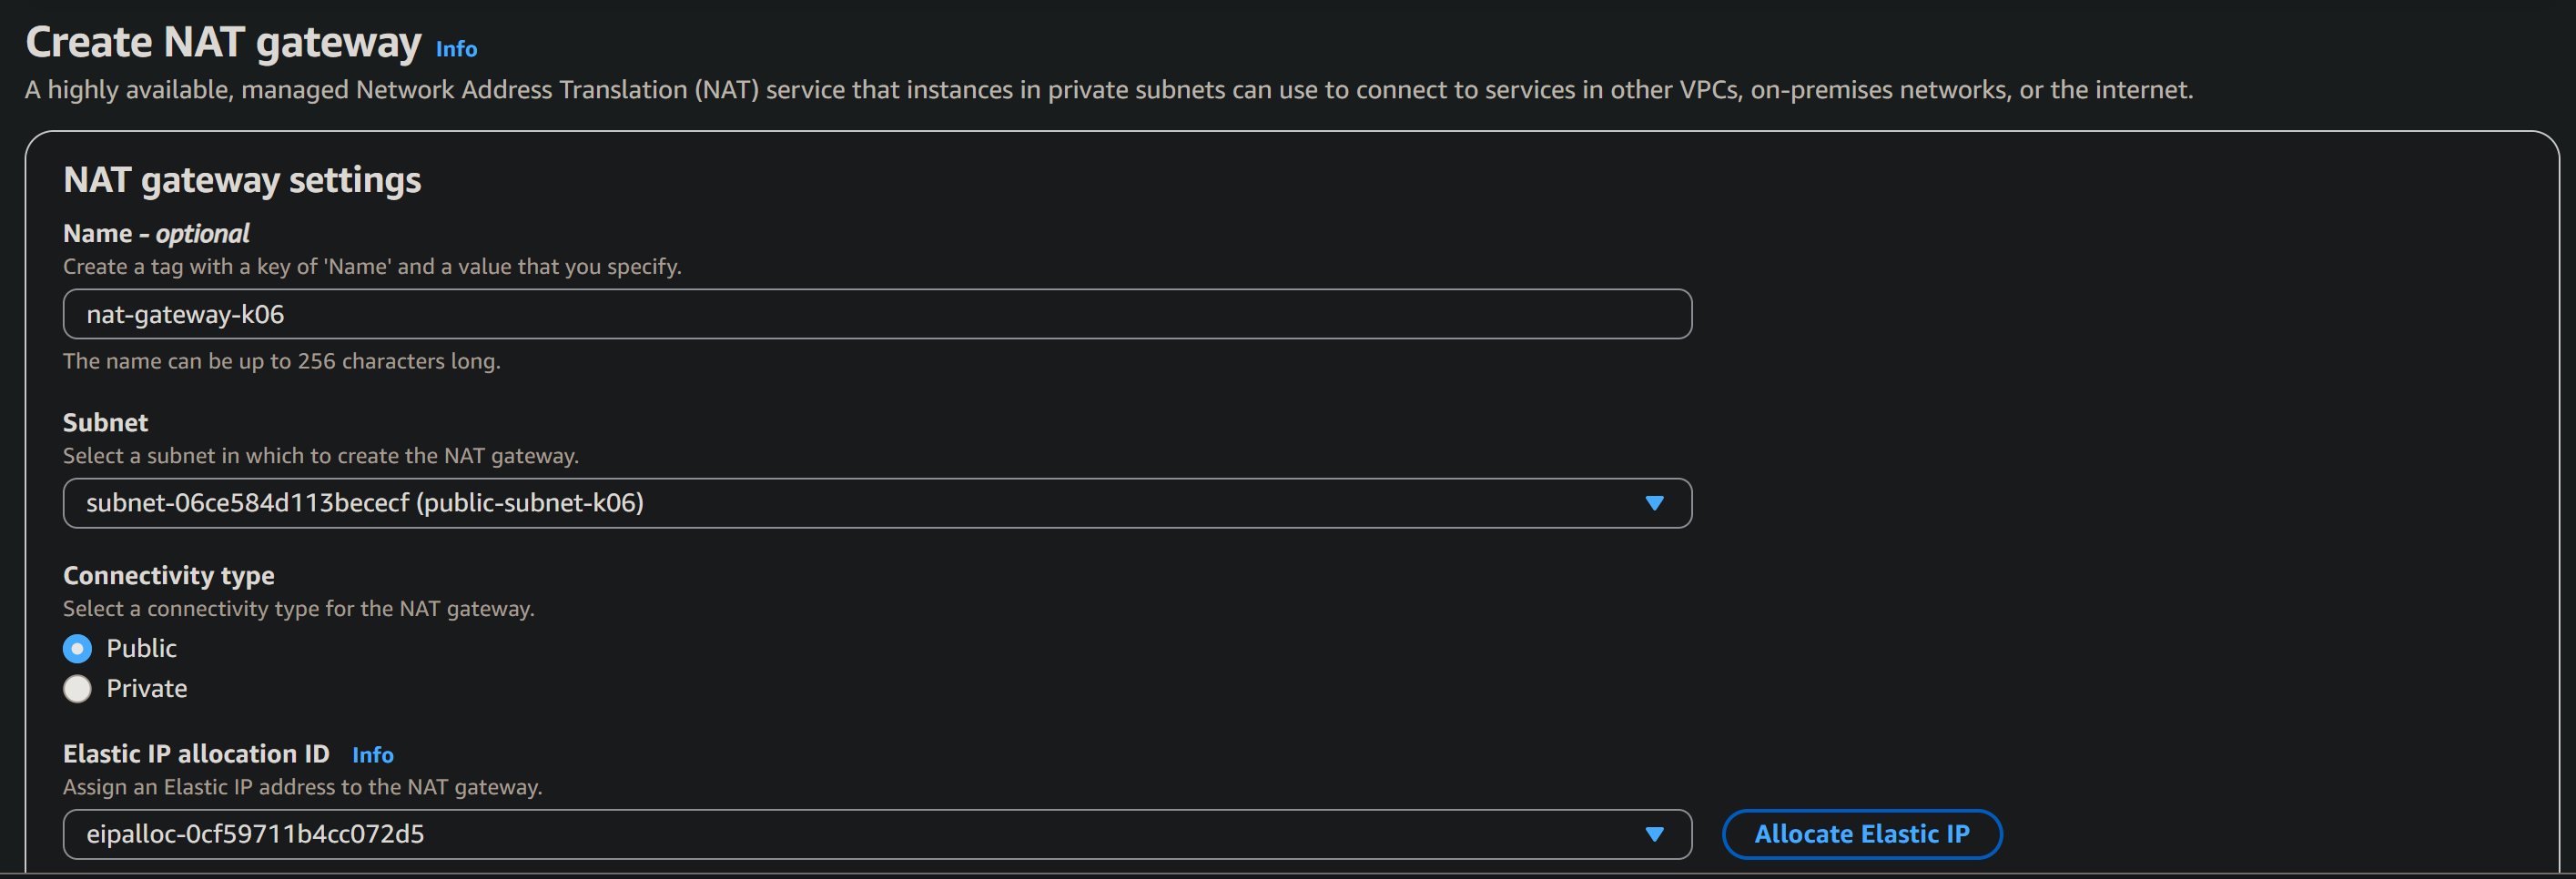 Create NAT gateway Info
A highly available, managed Network Address Translation (NAT) service that instances in private subnets can use to connect to services in other VPCs, on-premises networks, or the internet.
NAT gateway settings
Name – optional
Create a tag with a key of 'Name' and a value that you specify.
nat-gateway-k06
The name can be up to 256 characters long.
Subnet
Select a subnet in which to create the NAT gateway.
subnet-06ce584d113bececf (public-subnet-k06)
Connectivity type
Select a connectivity type for the NAT gateway.
Public
Private
Elastic IP allocation ID Info
Assign an Elastic IP address to the NAT gateway.
eipalloc-0cf59711b4cc072d5
Allocate Elastic IP